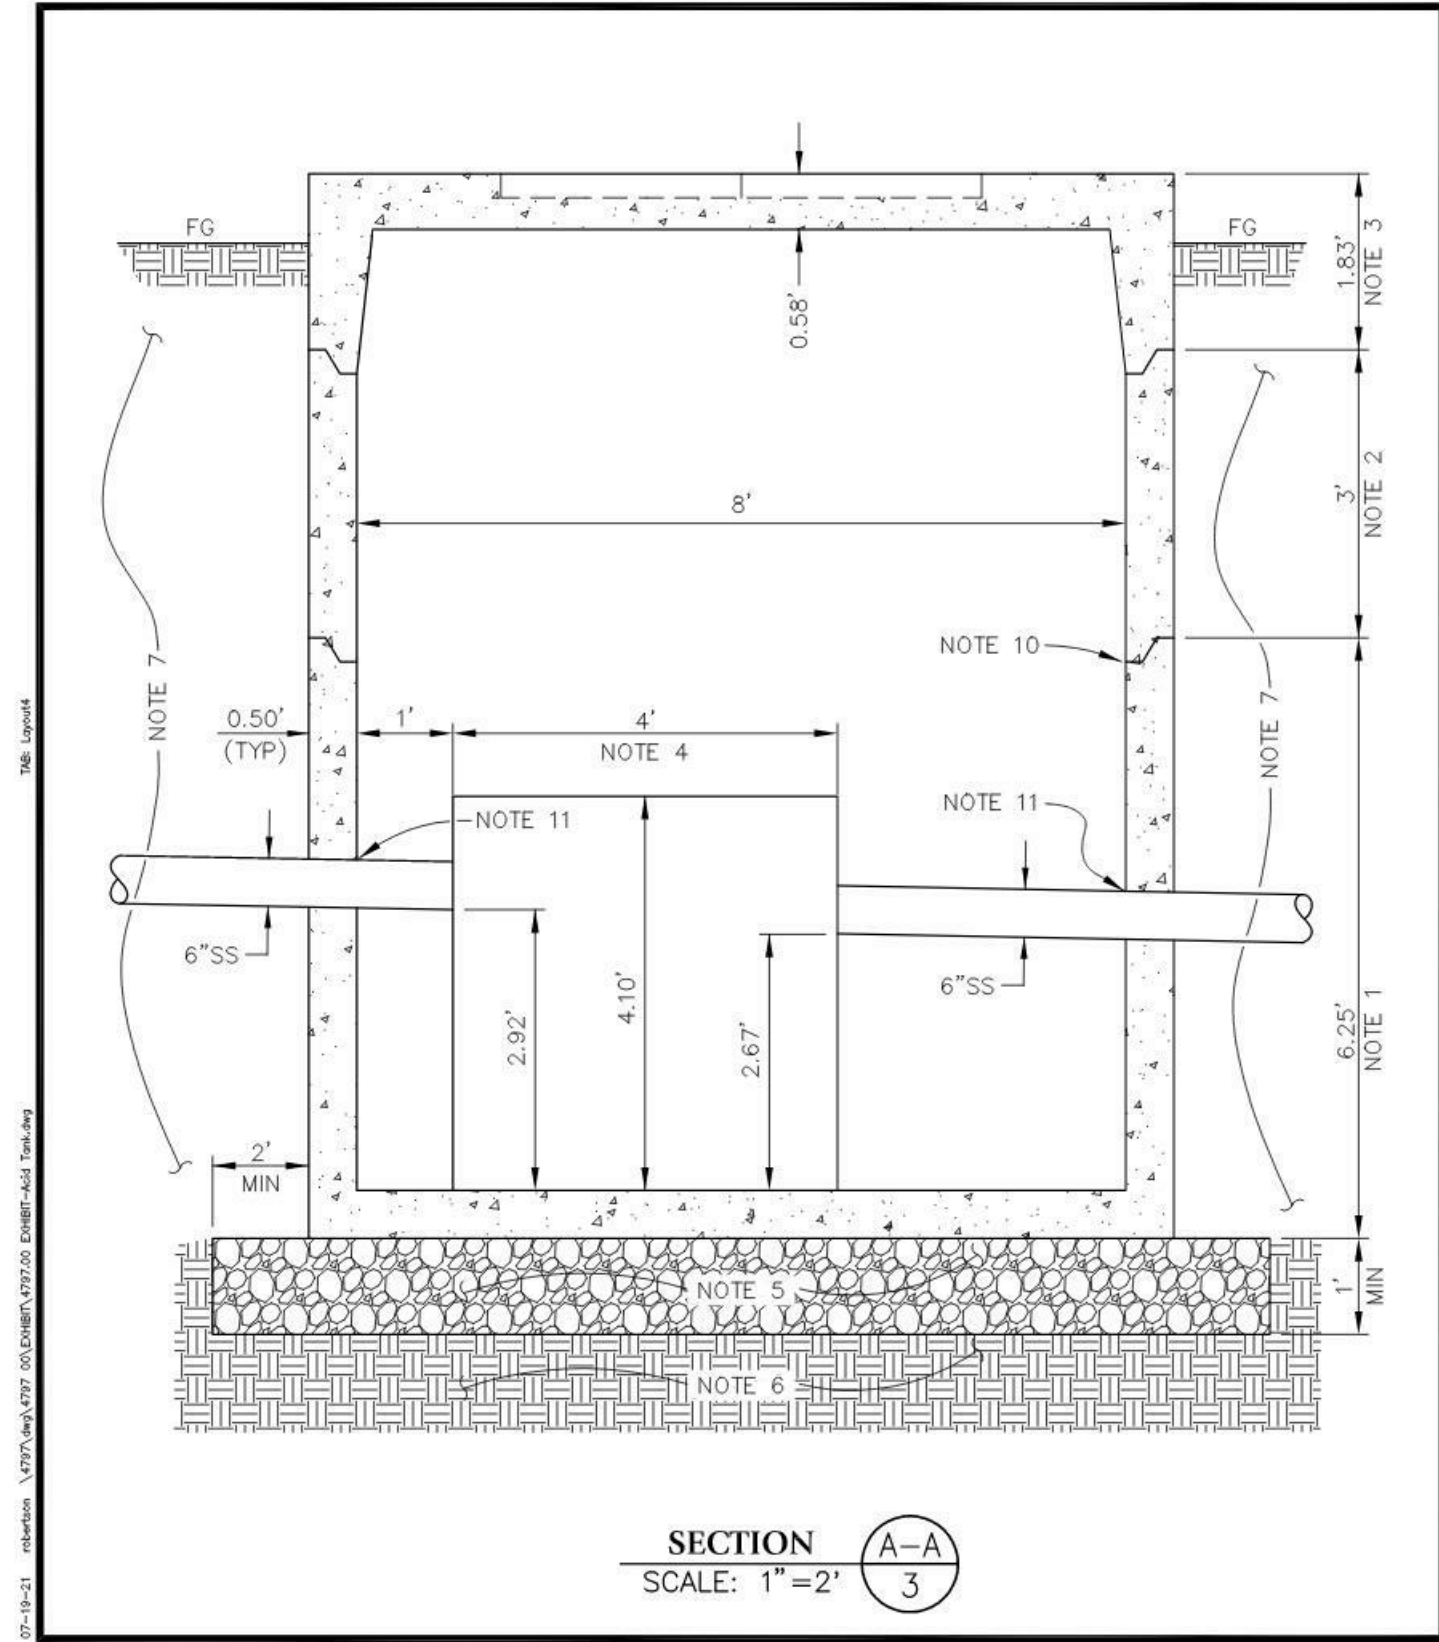 FG
FG
1.83'
NOTE 3
0.58'
3'
NOTE 2
8'
NOTE 10
NOTE 7
NOTE 7
0.50'
(TYP)
1'
4'
NOTE 4
NOTE 11
NOTE 11
6"SS
6"SS
2.92'
4.10'
2.67'
6.25'
NOTE 1
2'
MIN
NOTE 5
1'
MIN
NOTE 6
SECTION
A-A
SCALE: 1"=2'
3
TAB: Layout4
07-19-21 robertson \4797\dwg\4797 00\EXHIBIT\4797.00 EXHIBIT-Acid Tank.dwg